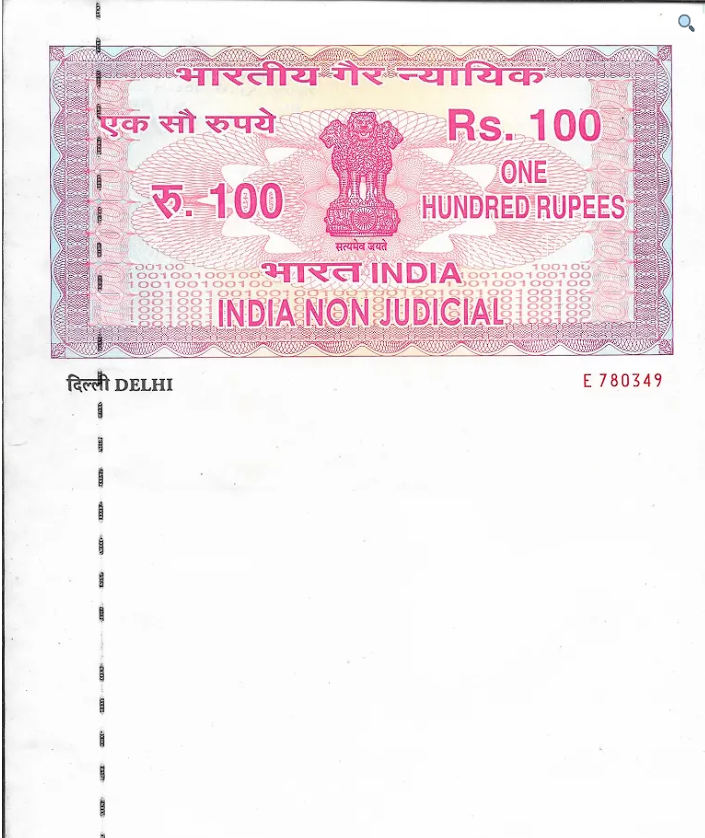 भारतीय गैर न्यायिक
एक सौ रुपये
Rs. 100
रु. 100
ONE
HUNDRED RUPEES
सत्यमेव जयते
भारत INDIA
INDIA NON JUDICIAL
दिल्ली DELHI
E 780349